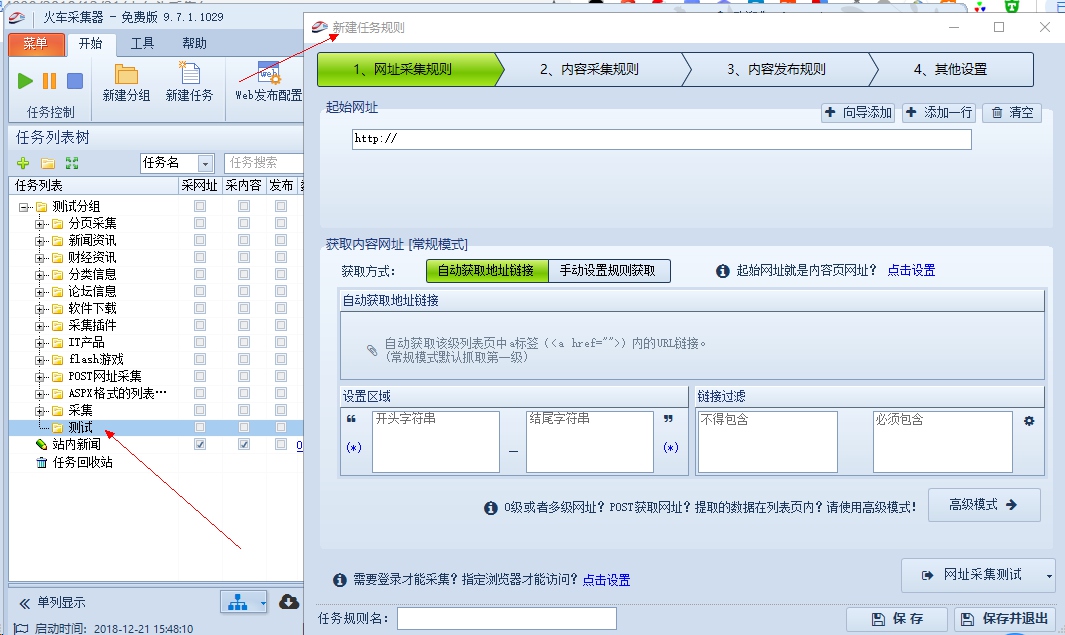 火车采集器 - 免费版 9.7.1.1029
菜单 开始 工具 帮助
新建分组 新建任务 Web发布配置
任务控制
任务列表树
任务名 任务搜索
任务列表 采网址 采内容 发布
测试分组
分页采集
新闻资讯
财经资讯
分类信息
论坛信息
软件下载
采集插件
IT产品
flash游戏
POST网址采集
ASPX格式的列表…
采集
测试
站内新闻 0
任务回收站
单列显示
启动时间: 2018-12-21 15:48:10
新建任务规则
1、网址采集规则 2、内容采集规则 3、内容发布规则 4、其他设置
起始网址
向导添加 添加一行 清空
http://
获取内容网址 [常规模式]
获取方式: 自动获取地址链接 手动设置规则获取 起始网址就是内容页网址? 点击设置
自动获取地址链接
自动获取该级列表页中a标签 (<a href="">) 内的URL链接。
(常规模式默认抓取第一级)
设置区域 链接过滤
“ 开头字符串 结尾字符串 ” 不得包含 必须包含
(*) — (*)
0级或者多级网址? POST获取网址? 提取的数据在列表页内? 请使用高级模式! 高级模式
需要登录才能采集? 指定浏览器才能访问? 点击设置 网址采集测试
任务规则名: 保 存 保存并退出